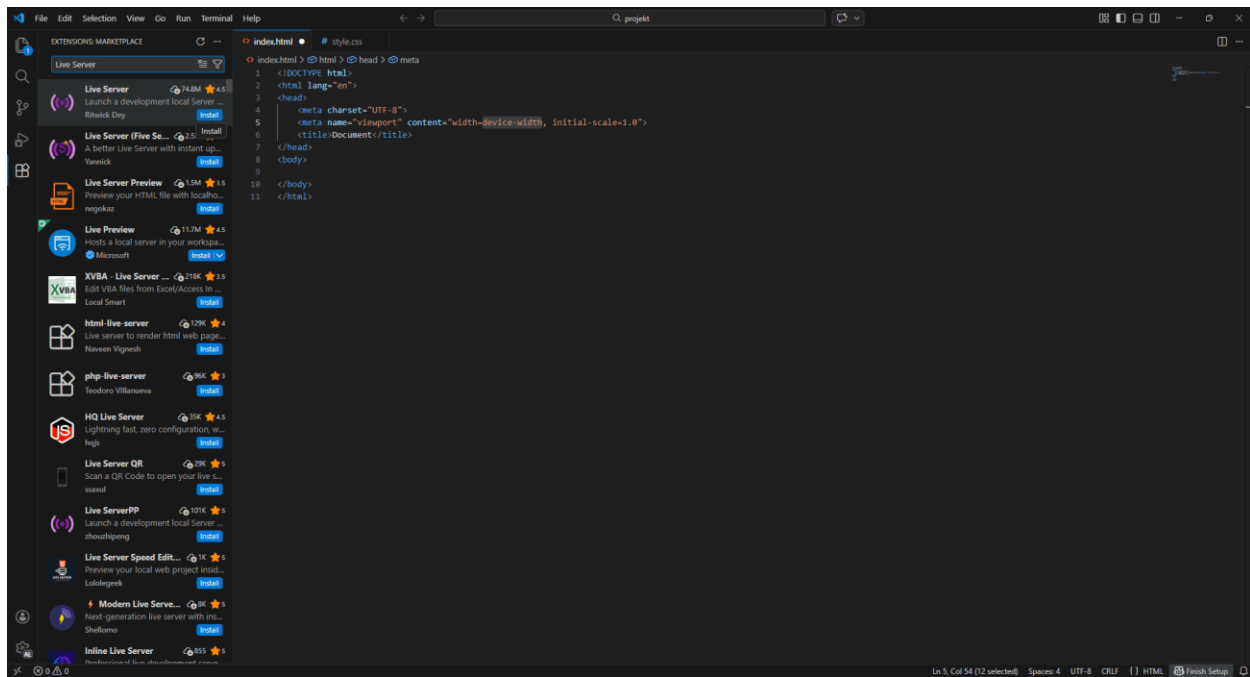 File Edit Selection View Go Run Terminal Help
projekt
EXTENSIONS: MARKETPLACE
Live Server
Live Server 74.8M 4.5
Launch a development local Server ...
Ritwick Dey Install
Install
Live Server (Five Se...
A better Live Server with instant up...
Yannick Install
Live Server Preview 1.5M 3.5
Preview your HTML file with localho...
negokaz Install
Live Preview 11.7M 4.5
Hosts a local server in your workspa...
Microsoft Install
XVBA - Live Server ... 218K 3.5
Edit VBA files from Excel/Access In ...
Local Smart Install
html-live-server 129K 4
Live server to render html web page...
Naveen Vignesh Install
php-live-server 96K 3
Teodoro VIllanueva Install
HQ Live Server 35K 4.5
Lightning fast, zero configuration, w...
hqjs Install
Live Server QR 29K 5
Scan a QR Code to open your live s...
Install
Live ServerPP 101K 5
Launch a development local Server ...
zhouzhipeng Install
Live Server Speed Edit... 1K 5
Preview your local web project insid...
Lololegeek Install
Modern Live Serve... 8K 5
Next-generation live server with ins...
Shellomo Install
Inline Live Server 855 5
index.html # style.css
index.html > html > head > meta
1 <!DOCTYPE html>
2 <html lang="en">
3 <head>
4 <meta charset="UTF-8">
5 <meta name="viewport" content="width=device-width, initial-scale=1.0">
6 <title>Document</title>
7 </head>
8 <body>
9
10 </body>
11 </html>
0 0 Ln 5, Col 54 (12 selected) Spaces: 4 UTF-8 CRLF {} HTML Finish Setup